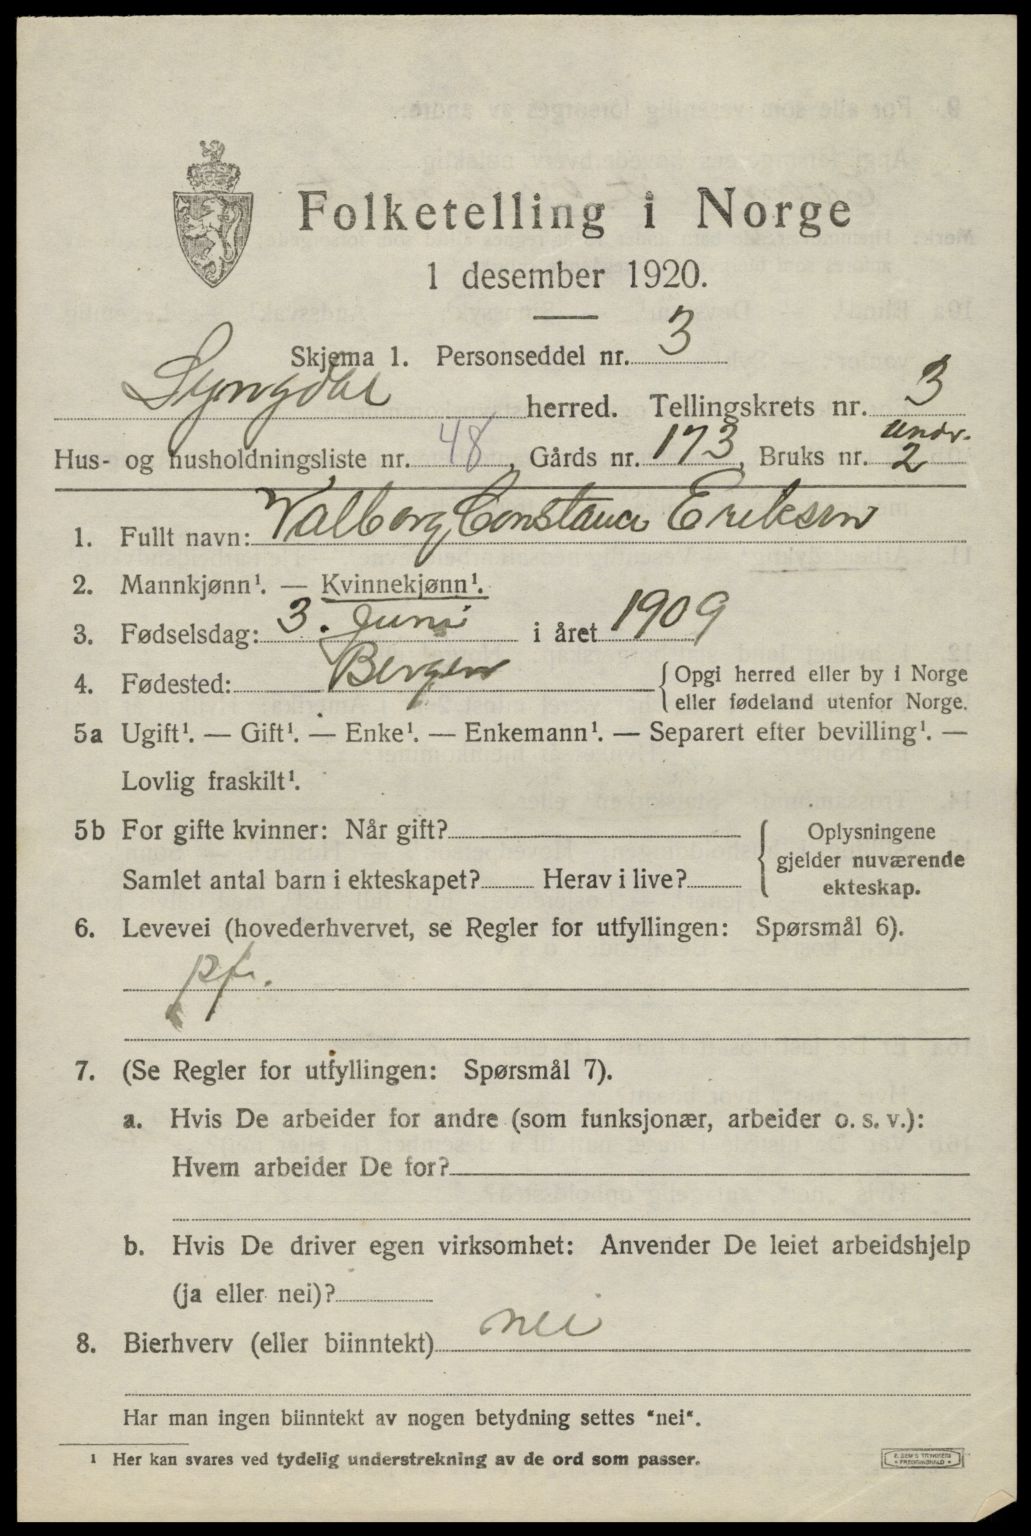 Folketelling i Norge
1 desember 1920.
Skjema 1. Personseddel nr. 3
Lyngdal herred. Tellingskrets nr. 3
Hus- og husholdningsliste nr. 48, Gårds nr. 173, Bruks nr. undr. 2
1. Fullt navn: Valborg Constance Eriksen
2. Mannkjønn¹. — Kvinnekjønn¹.
3. Fødselsdag: 3. Juni i året 1909
4. Fødested: Bergen { Opgi herred eller by i Norge
eller fødeland utenfor Norge.
5a Ugift¹. — Gift¹. — Enke¹. — Enkemann¹. — Separert efter bevilling¹. —
Lovlig fraskilt¹.
5b For gifte kvinner: Når gift? { Oplysningene
gjelder nuværende
Samlet antal barn i ekteskapet? Herav i live? ekteskap.
6. Levevei (hovederhvervet, se Regler for utfyllingen: Spørsmål 6).
pf.
7. (Se Regler for utfyllingen: Spørsmål 7).
a. Hvis De arbeider for andre (som funksjonær, arbeider o. s. v.):
Hvem arbeider De for?
b. Hvis De driver egen virksomhet: Anvender De leiet arbeidshjelp
(ja eller nei)?
8. Bierhverv (eller biinntekt) nei
Har man ingen biinntekt av nogen betydning settes "nei".
¹ Her kan svares ved tydelig understrekning av de ord som passer.